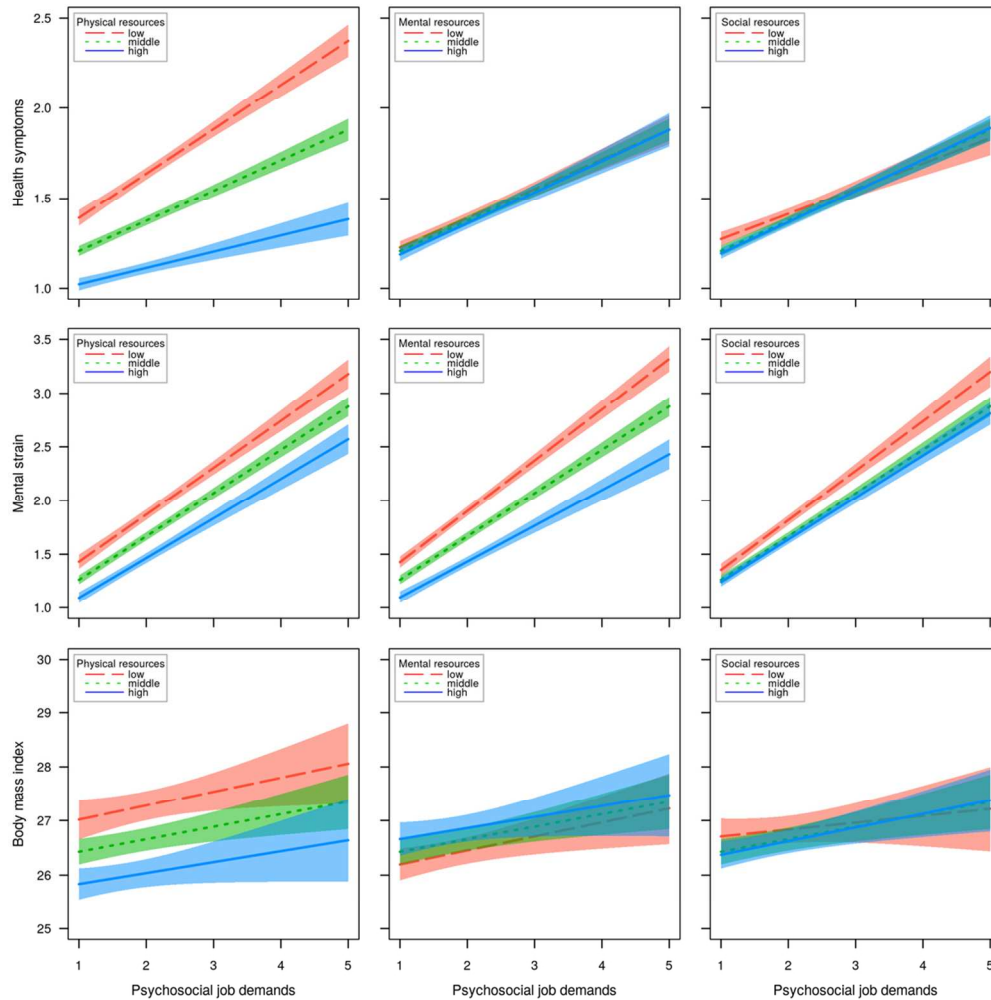 Health symptoms
2.5
2.0
1.5
1.0
Physical resources
low
middle
high
Mental resources
low
middle
high
Social resources
low
middle
high
Mental strain
3.5
3.0
2.5
2.0
1.5
1.0
Physical resources
low
middle
high
Mental resources
low
middle
high
Social resources
low
middle
high
Body mass index
30
29
28
27
26
25
Physical resources
low
middle
high
Mental resources
low
middle
high
Social resources
low
middle
high
1 2 3 4 5
1 2 3 4 5
1 2 3 4 5
Psychosocial job demands
Psychosocial job demands
Psychosocial job demands